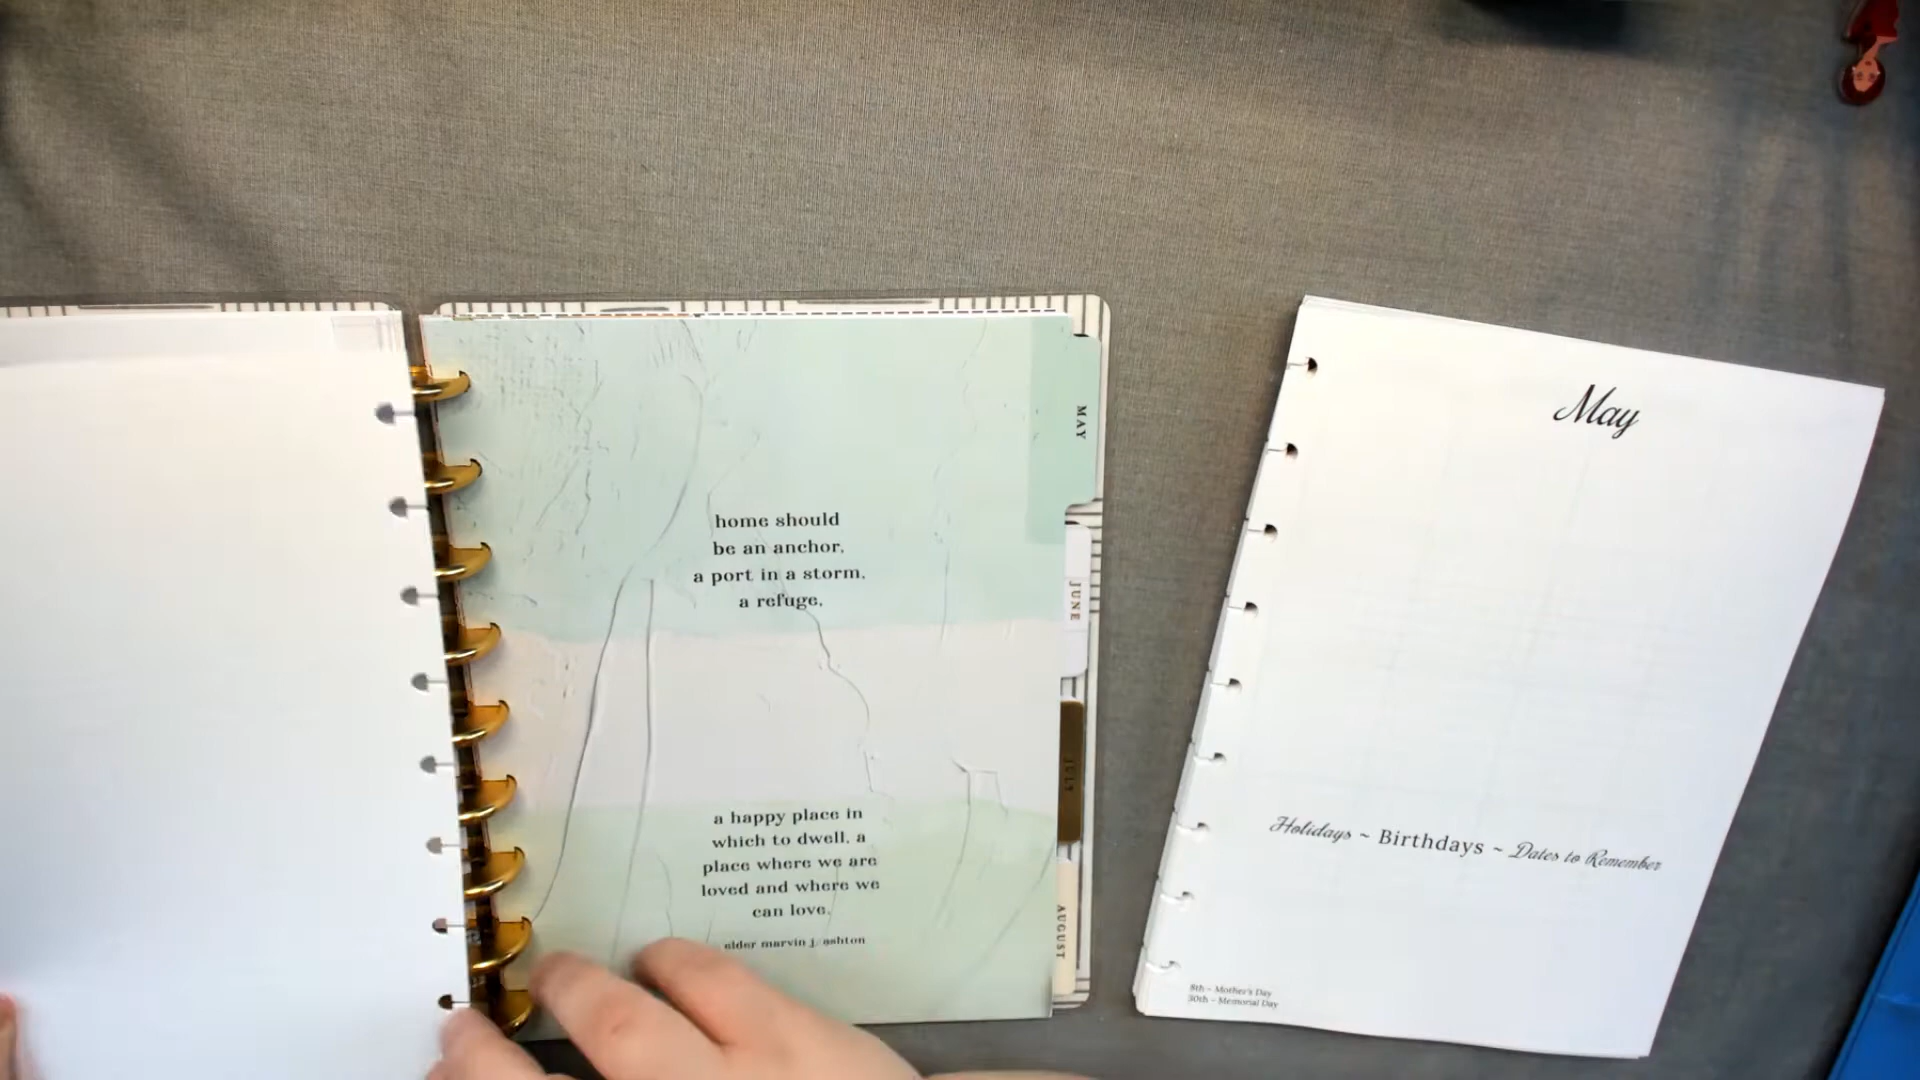 home should
be an anchor,
a port in a storm,
a refuge,
a happy place in
which to dwell, a
place where we are
loved and where we
can love.
elder marvin j. ashton
MAY
JUNE
JULY
AUGUST
May
Holidays ~ Birthdays ~ Dates to Remember
8th ~ Mother's Day
30th ~ Memorial Day